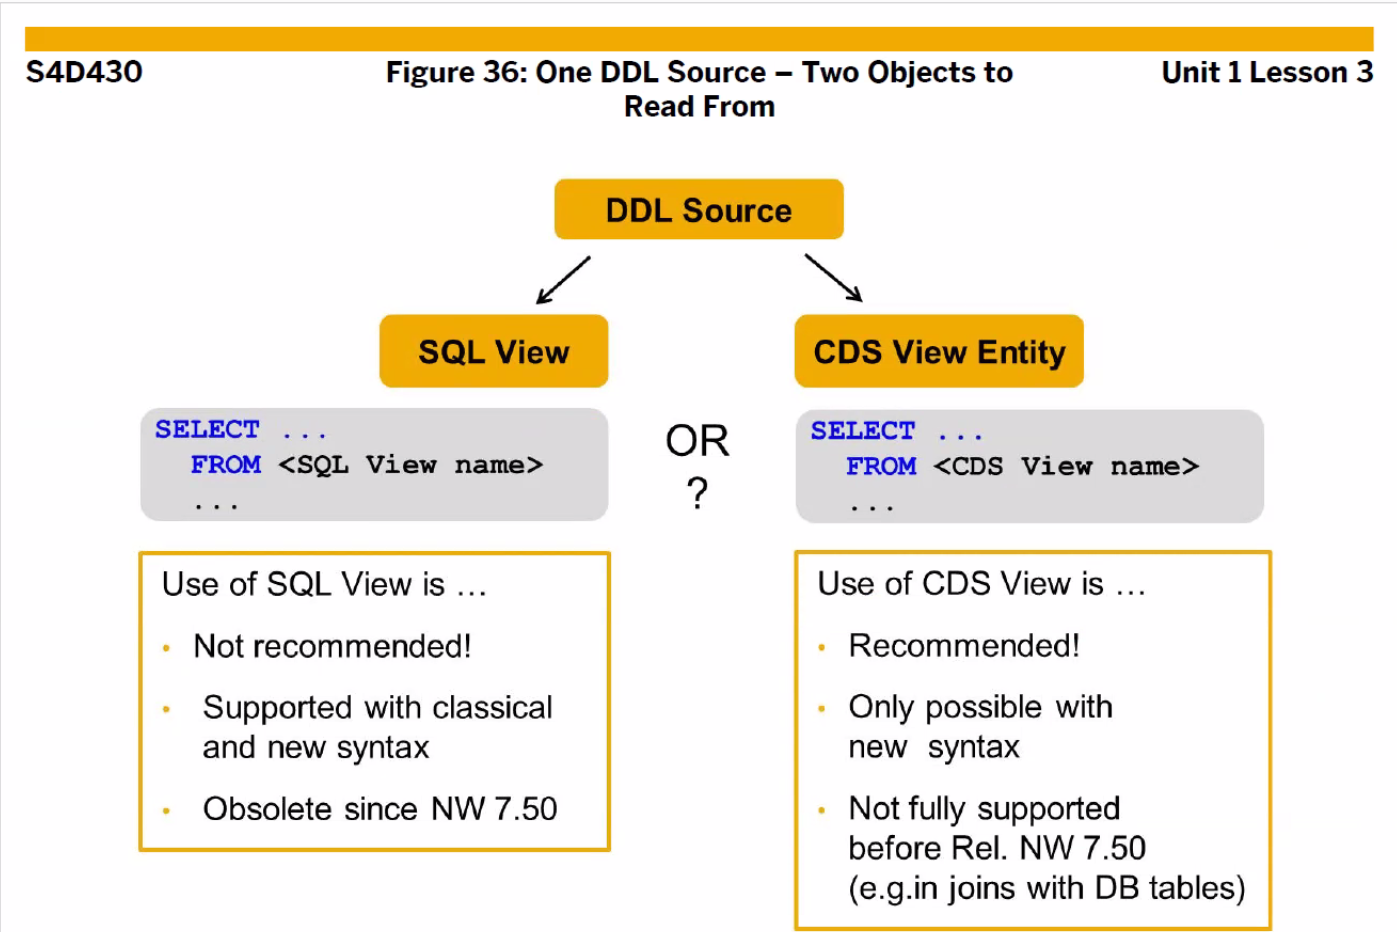 S4D430
Figure 36: One DDL Source – Two Objects to
Read From
Unit 1 Lesson 3
DDL Source
SQL View
CDS View Entity
SELECT ...
FROM <SQL View name>
...
OR
?
SELECT ...
FROM <CDS View name>
...
Use of SQL View is …
• Not recommended!
• Supported with classical
and new syntax
• Obsolete since NW 7.50
Use of CDS View is …
• Recommended!
• Only possible with
new syntax
• Not fully supported
before Rel. NW 7.50
(e.g.in joins with DB tables)